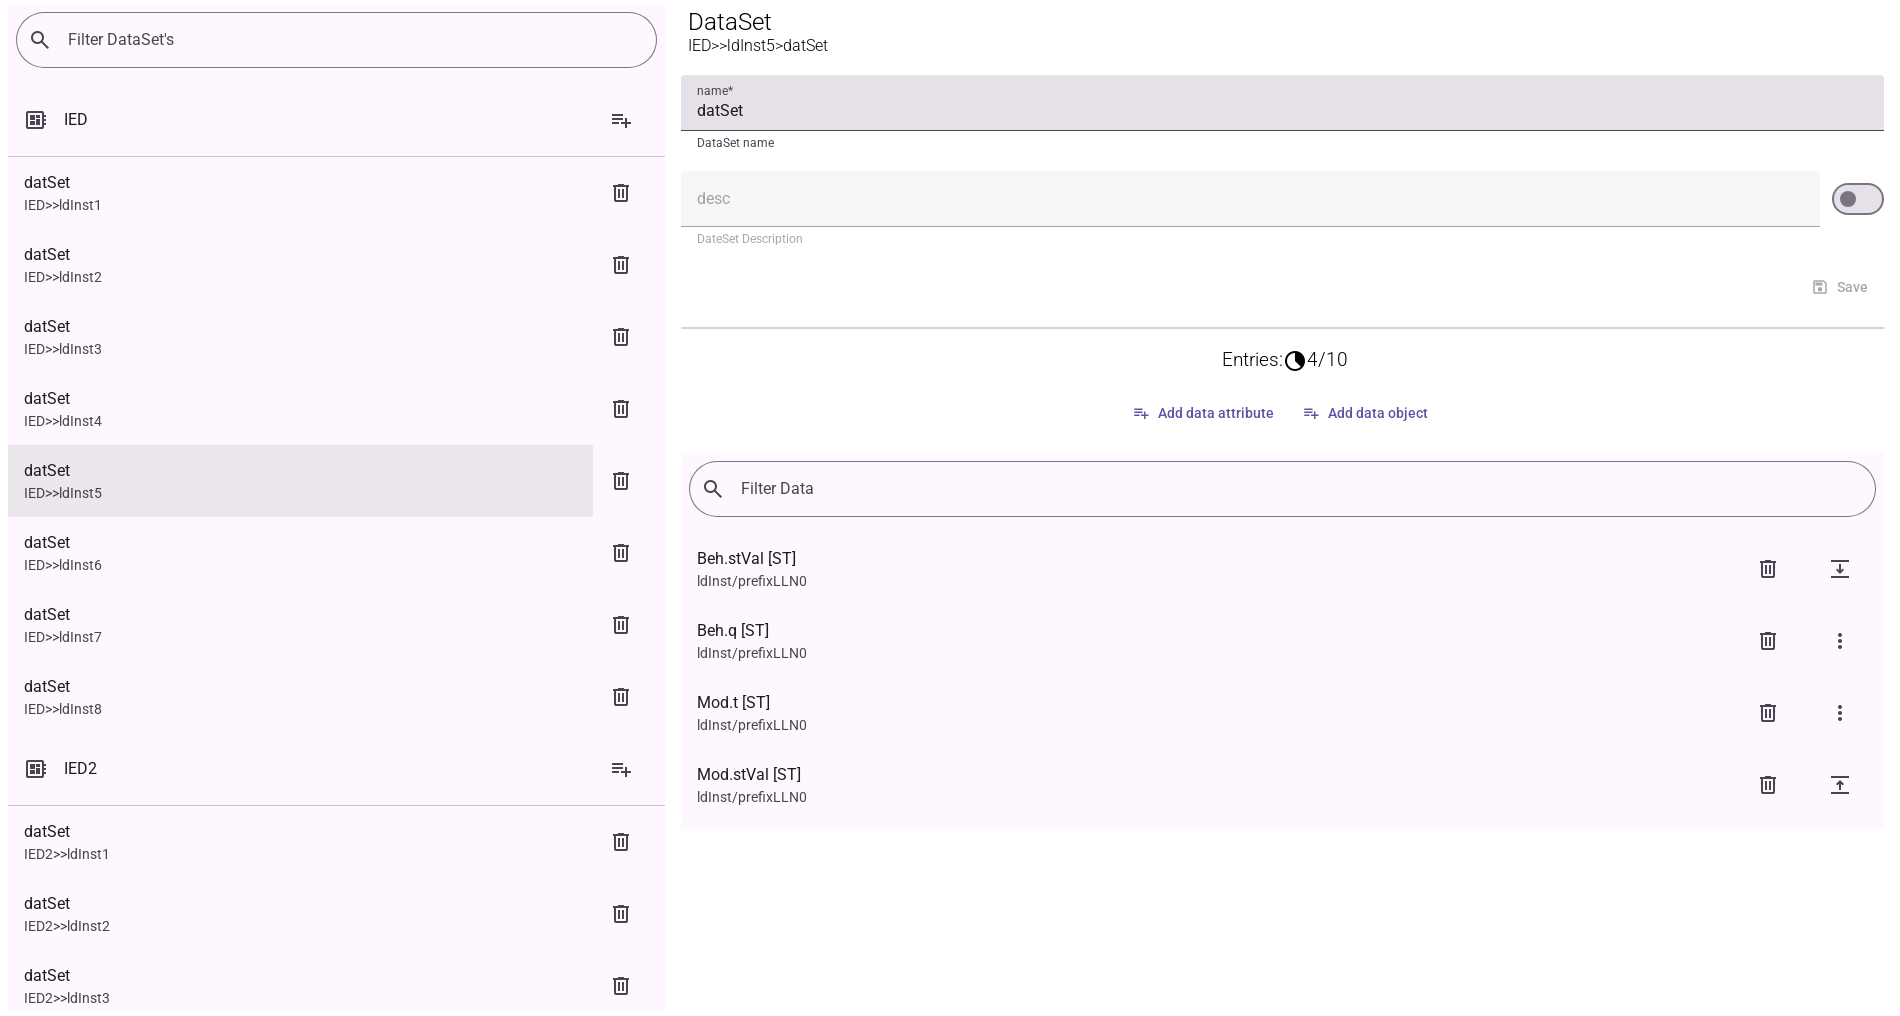 Filter DataSet's
IED
datSet
IED>>ldInst1
datSet
IED>>ldInst2
datSet
IED>>ldInst3
datSet
IED>>ldInst4
datSet
IED>>ldInst5
datSet
IED>>ldInst6
datSet
IED>>ldInst7
datSet
IED>>ldInst8
IED2
datSet
IED2>>ldInst1
datSet
IED2>>ldInst2
datSet
IED2>>ldInst3
DataSet
IED>>ldInst5>datSet
name*
datSet
DataSet name
desc
DateSet Description
Save
Entries: 4/10
Add data attribute Add data object
Filter Data
Beh.stVal [ST]
ldInst/prefixLLN0
Beh.q [ST]
ldInst/prefixLLN0
Mod.t [ST]
ldInst/prefixLLN0
Mod.stVal [ST]
ldInst/prefixLLN0